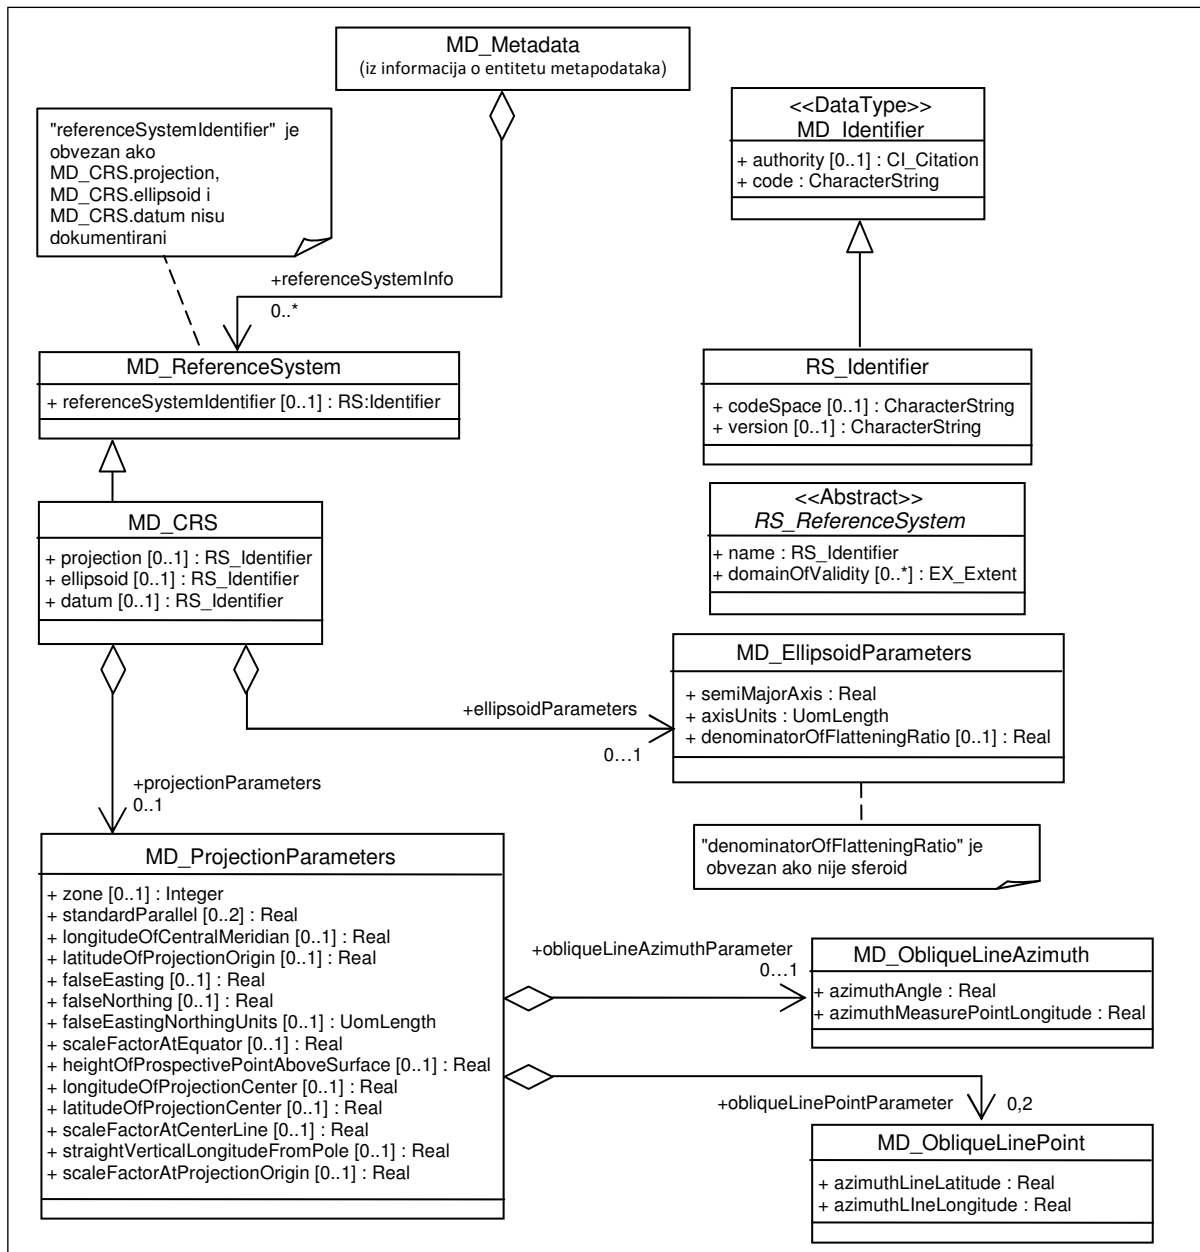 MD_Metadata
(iz informacija o entitetu metapodataka)
"referenceSystemIdentifier" je
obvezan ako
MD_CRS.projection,
MD_CRS.ellipsoid i
MD_CRS.datum nisu
dokumentirani
<<DataType>>
MD_Identifier
+ authority [0..1] : CI_Citation
+ code : CharacterString
+referenceSystemInfo
0..*
MD_ReferenceSystem
+ referenceSystemIdentifier [0..1] : RS:Identifier
RS_Identifier
+ codeSpace [0..1] : CharacterString
+ version [0..1] : CharacterString
MD_CRS
+ projection [0..1] : RS_Identifier
+ ellipsoid [0..1] : RS_Identifier
+ datum [0..1] : RS_Identifier
<<Abstract>>
RS_ReferenceSystem
+ name : RS_Identifier
+ domainOfValidity [0..*] : EX_Extent
MD_EllipsoidParameters
+ semiMajorAxis : Real
+ axisUnits : UomLength
+ denominatorOfFlatteningRatio [0..1] : Real
+ellipsoidParameters
0...1
+projectionParameters
0..1
"denominatorOfFlatteningRatio" je
obvezan ako nije sferoid
MD_ProjectionParameters
+ zone [0..1] : Integer
+ standardParallel [0..2] : Real
+ longitudeOfCentralMeridian [0..1] : Real
+ latitudeOfProjectionOrigin [0..1] : Real
+ falseEasting [0..1] : Real
+ falseNorthing [0..1] : Real
+ falseEastingNorthingUnits [0..1] : UomLength
+ scaleFactorAtEquator [0..1] : Real
+ heightOfProspectivePointAboveSurface [0..1] : Real
+ longitudeOfProjectionCenter [0..1] : Real
+ latitudeOfProjectionCenter [0..1] : Real
+ scaleFactorAtCenterLine [0..1] : Real
+ straightVerticalLongitudeFromPole [0..1] : Real
+ scaleFactorAtProjectionOrigin [0..1] : Real
+obliqueLineAzimuthParameter
0...1
MD_ObliqueLineAzimuth
+ azimuthAngle : Real
+ azimuthMeasurePointLongitude : Real
+obliqueLinePointParameter
0,2
MD_ObliqueLinePoint
+ azimuthLineLatitude : Real
+ azimuthLIneLongitude : Real